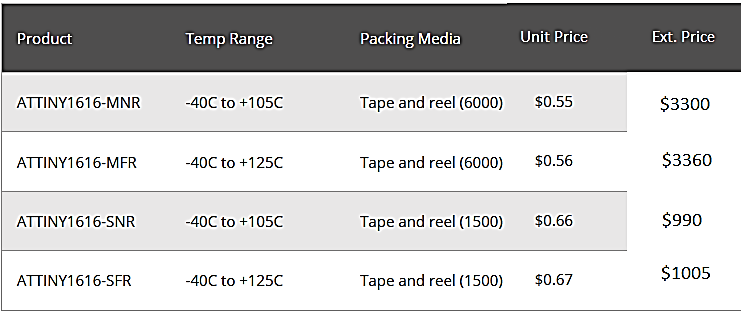 Product Temp Range Packing Media Unit Price Ext. Price
ATTINY1616-MNR -40C to +105C Tape and reel (6000) $0.55 $3300
ATTINY1616-MFR -40C to +125C Tape and reel (6000) $0.56 $3360
ATTINY1616-SNR -40C to +105C Tape and reel (1500) $0.66 $990
ATTINY1616-SFR -40C to +125C Tape and reel (1500) $0.67 $1005